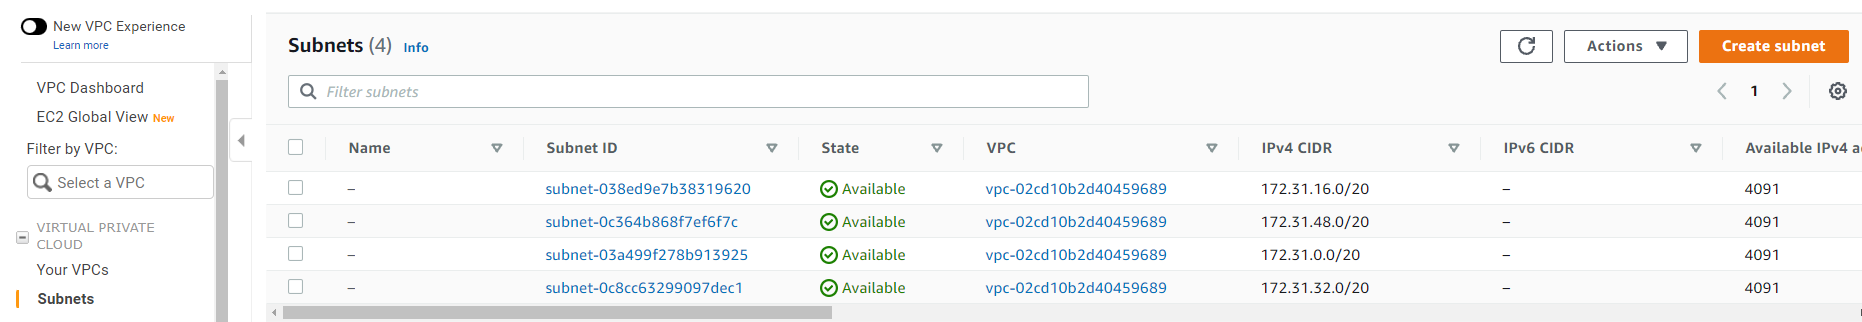 New VPC Experience
Learn more
VPC Dashboard
EC2 Global View New
Filter by VPC:
Select a VPC
VIRTUAL PRIVATE
CLOUD
Your VPCs
Subnets
Subnets (4) Info
Actions
Create subnet
Filter subnets
1
Name Subnet ID State VPC IPv4 CIDR IPv6 CIDR Available IPv4
– subnet-038ed9e7b38319620 Available vpc-02cd10b2d40459689 172.31.16.0/20 – 4091
– subnet-0c364b868f7ef6f7c Available vpc-02cd10b2d40459689 172.31.48.0/20 – 4091
– subnet-03a499f278b913925 Available vpc-02cd10b2d40459689 172.31.0.0/20 – 4091
– subnet-0c8cc63299097dec1 Available vpc-02cd10b2d40459689 172.31.32.0/20 – 4091